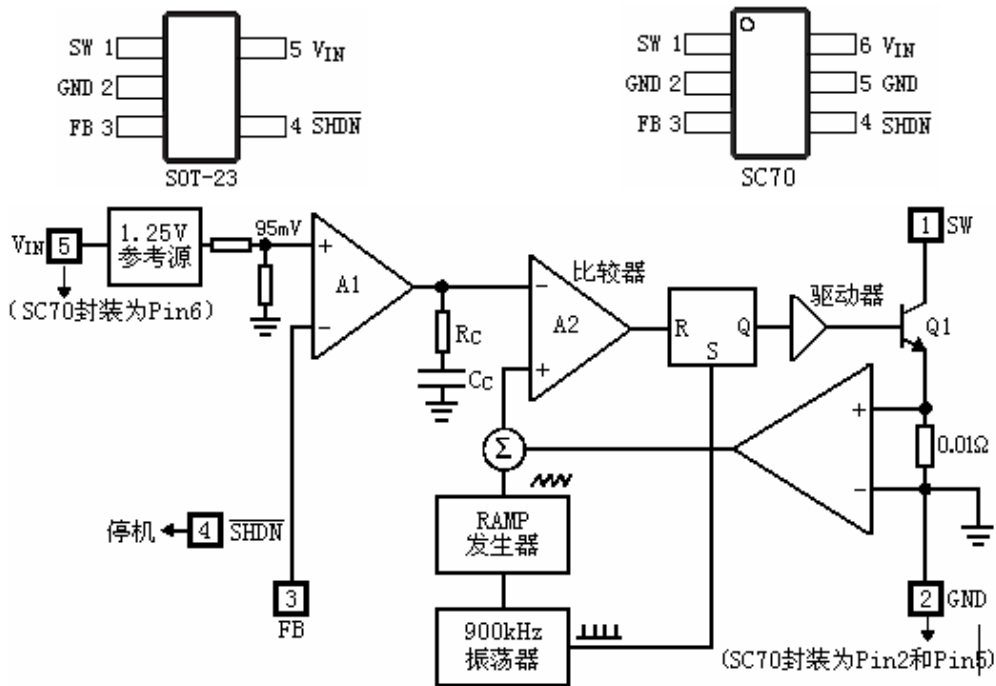 SW 1
5 VIN
GND 2
FB 3
4 SHDN
SOT-23
SW 1
6 VIN
GND 2
5 GND
FB 3
4 SHDN
SC70
VIN 5
1.25V
参考源
95mV
+
A1
−
(SC70封装为Pin6)
RC
CC
比较器
−
A2
+
R
Q
S
驱动器
1 SW
Q1
+
−
0.01Ω
Σ
RAMP
发生器
停机
4 SHDN
3
FB
900kHz
振荡器
2 GND
(SC70封装为Pin2和Pin5)